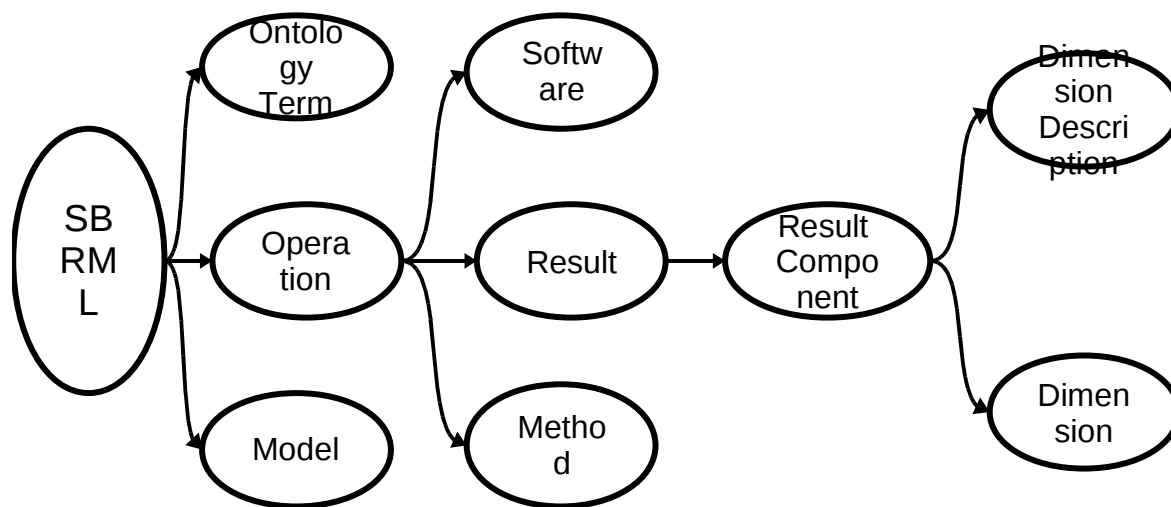 SB
RM
L
Ontolo
gy
Term
Opera
tion
Model
Softw
are
Result
Metho
d
Result
Compo
nent
Dimen
sion
Descri
ption
Dimen
sion